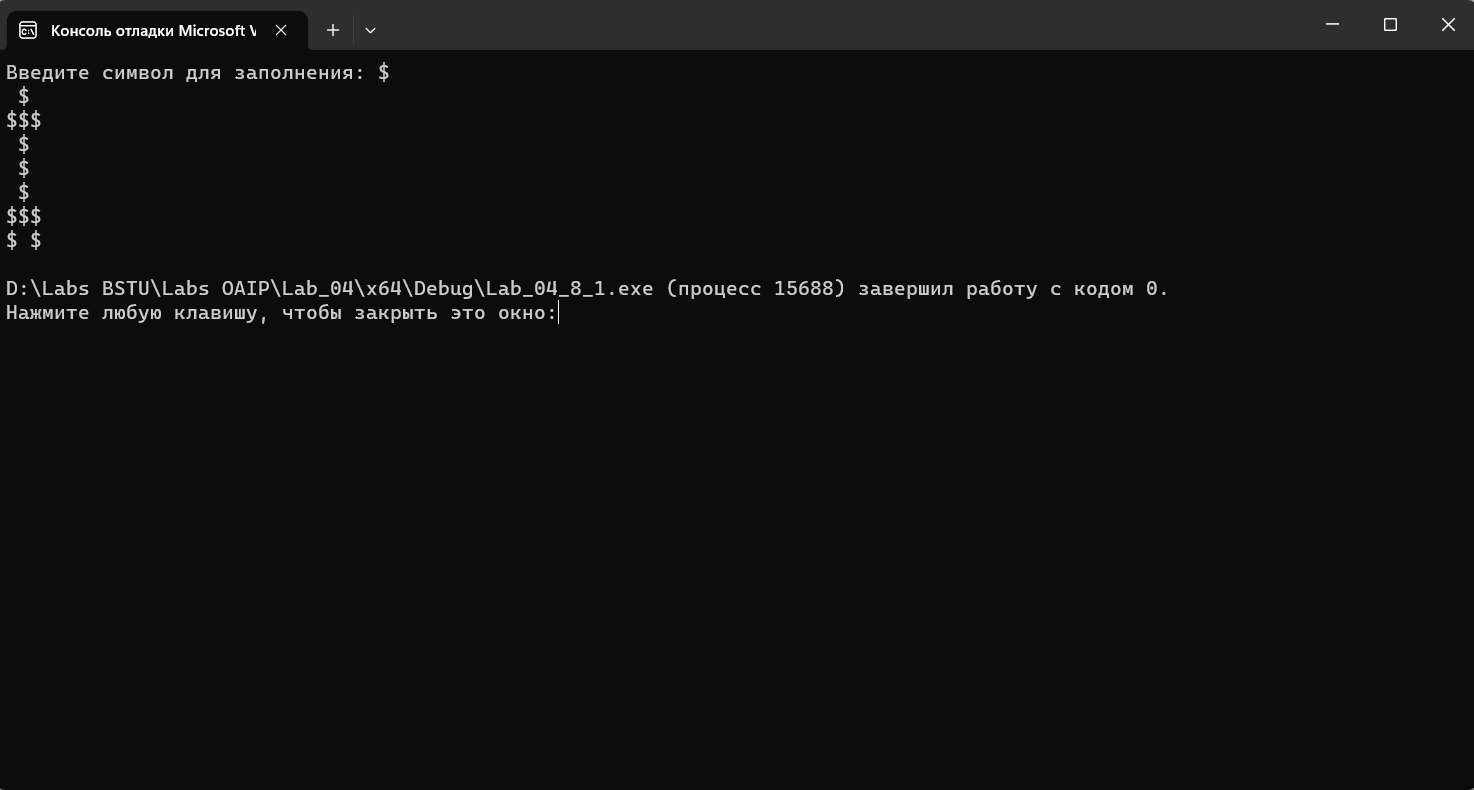 Консоль отладки Microsoft V
Введите символ для заполнения: $
 $
$$$
 $
 $
 $
$$$
$ $
D:\Labs BSTU\Labs OAIP\Lab_04\x64\Debug\Lab_04_8_1.exe (процесс 15688) завершил работу с кодом 0.
Нажмите любую клавишу, чтобы закрыть это окно: